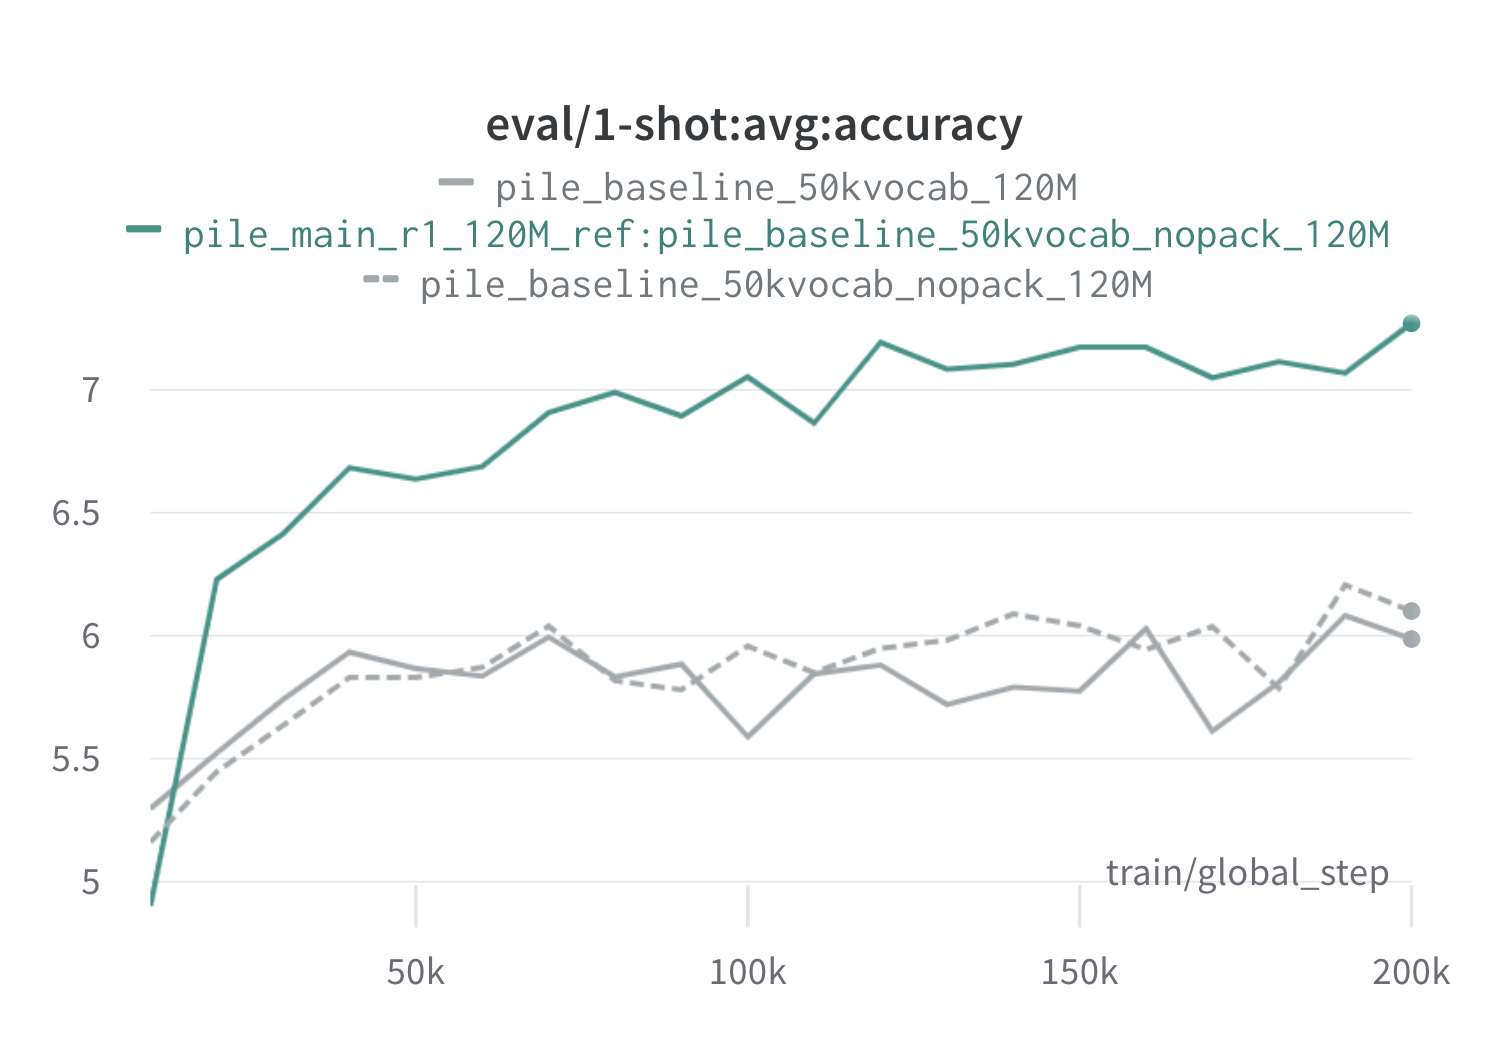 eval/1-shot:avg:accuracy
pile_baseline_50kvocab_120M
pile_main_r1_120M_ref:pile_baseline_50kvocab_nopack_120M
pile_baseline_50kvocab_nopack_120M
7
6.5
6
5.5
5
train/global_step
50k 100k 150k 200k